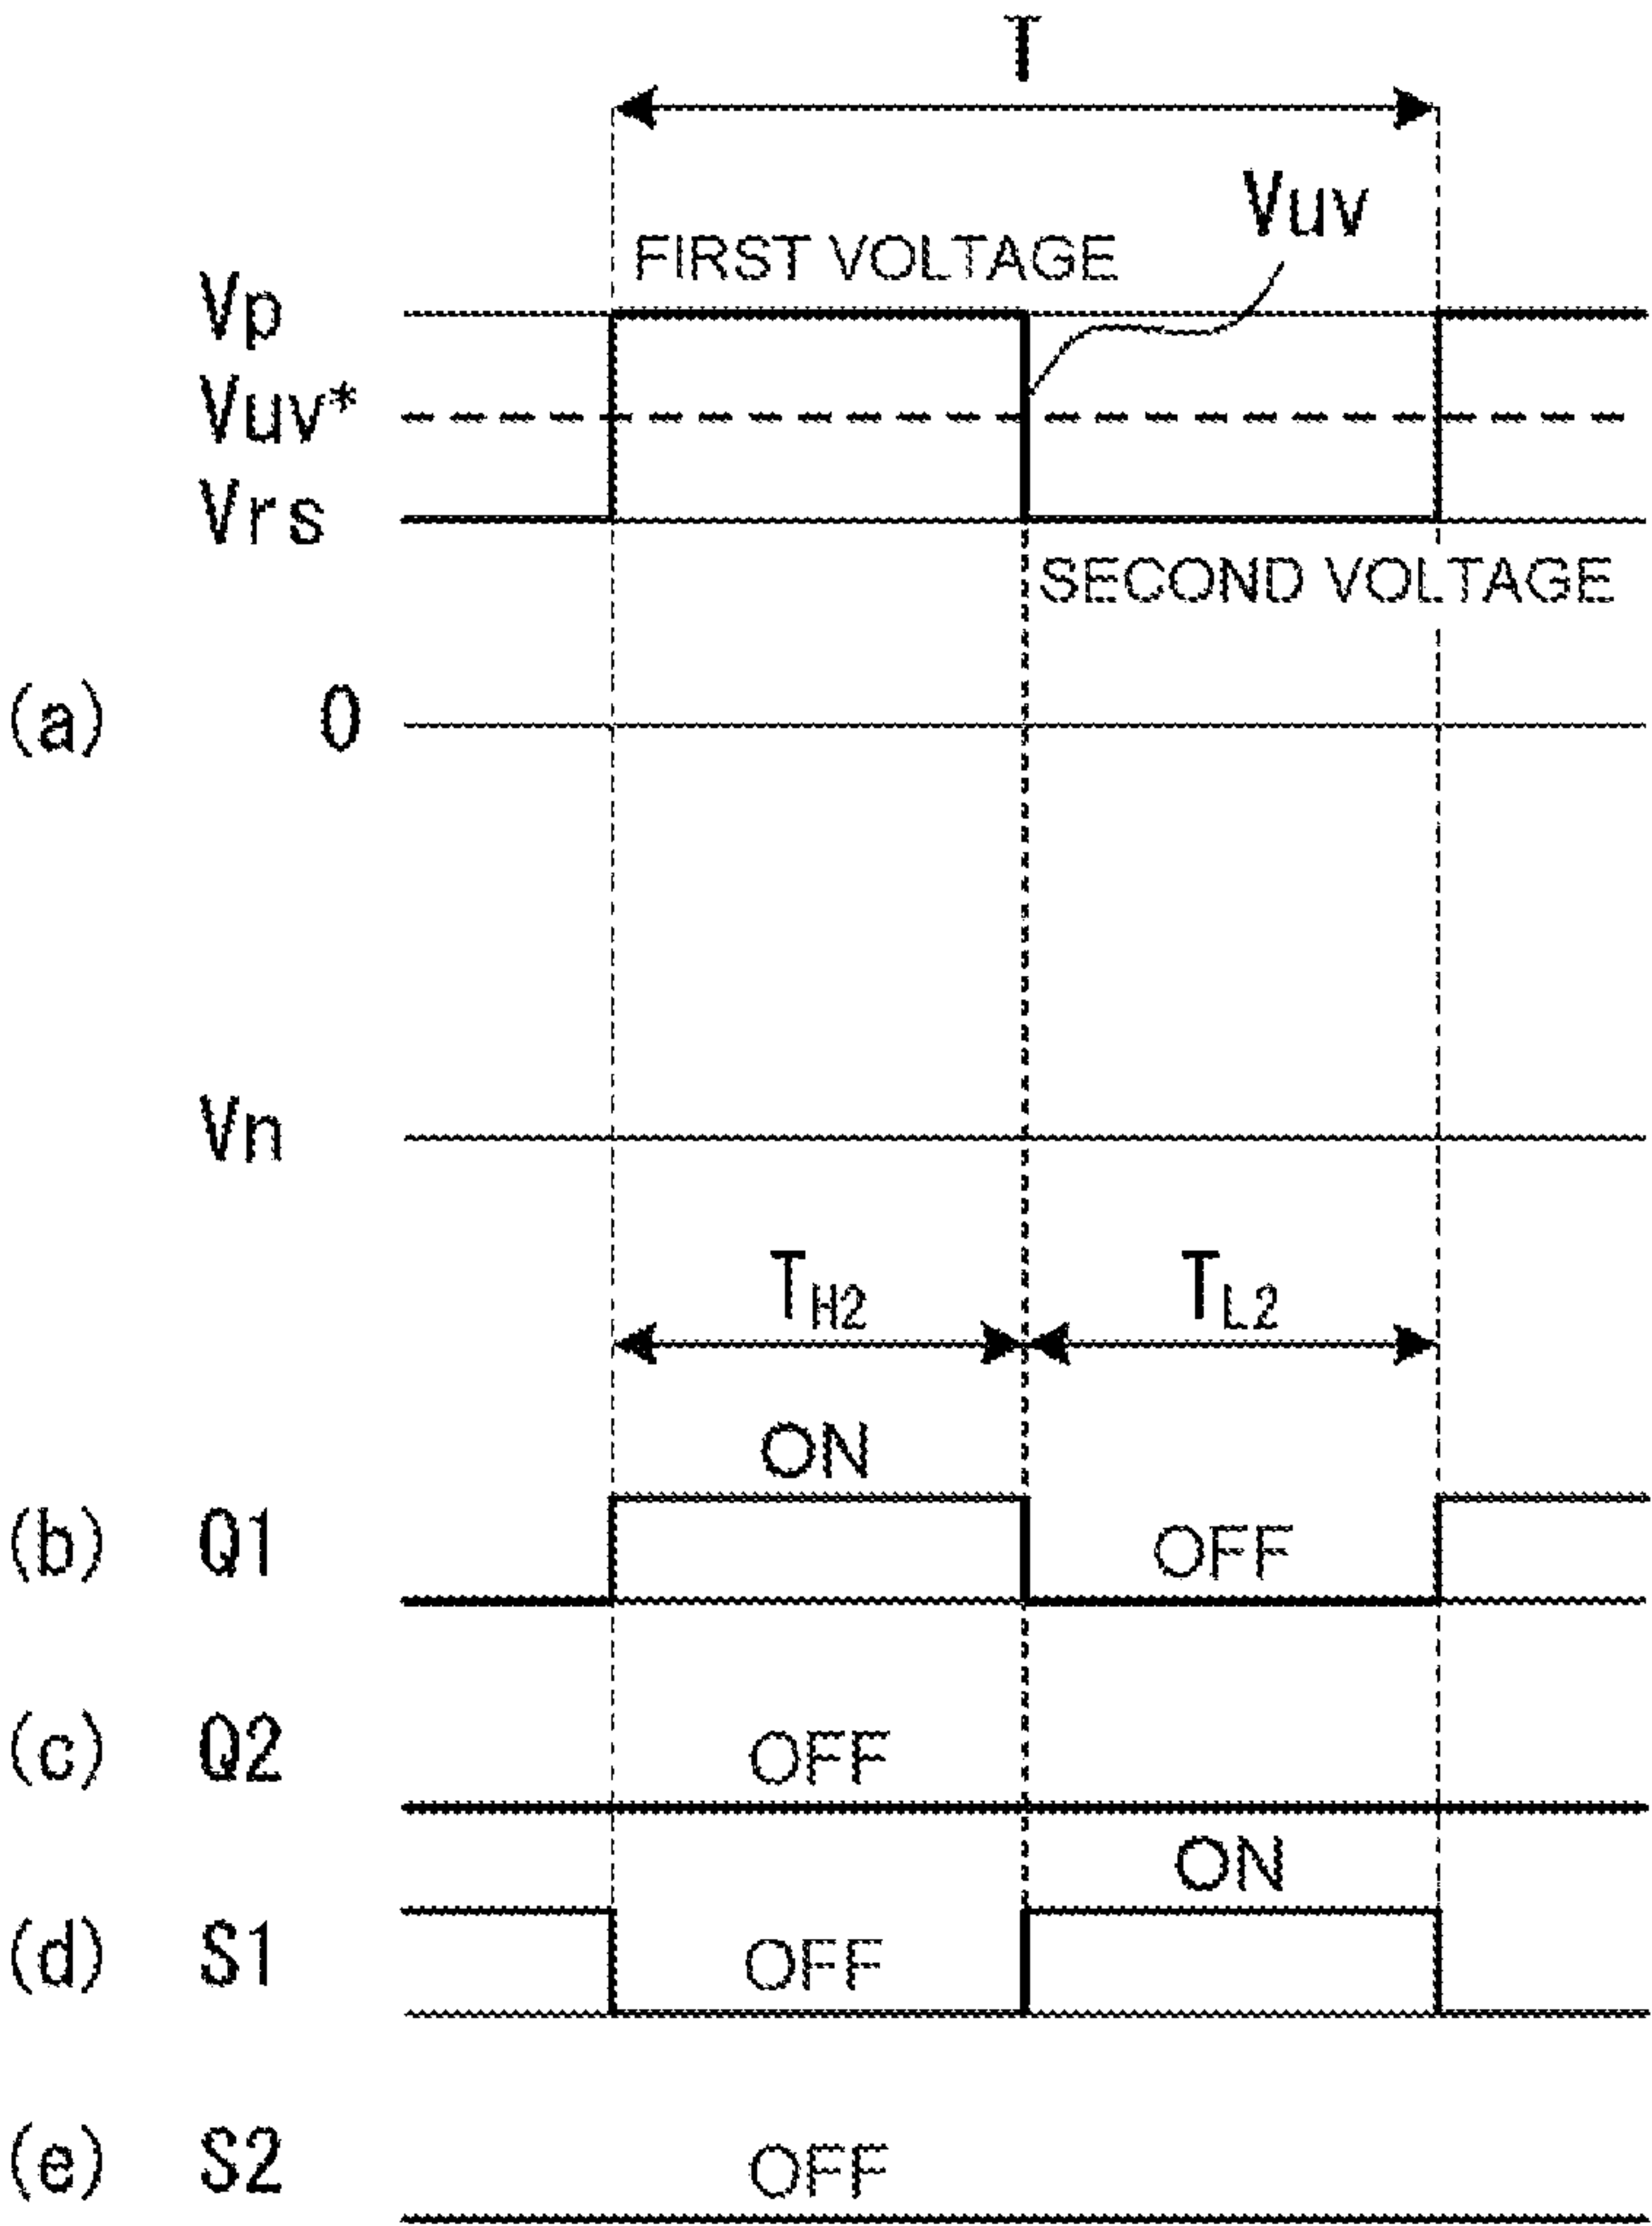 T
Vuv
FIRST VOLTAGE
Vp
Vuv*
Vrs
SECOND VOLTAGE
(a) 0
Vn
TH2 TL2
ON
(b) Q1 OFF
(c) Q2 OFF
ON
(d) S1 OFF
(e) S2 OFF